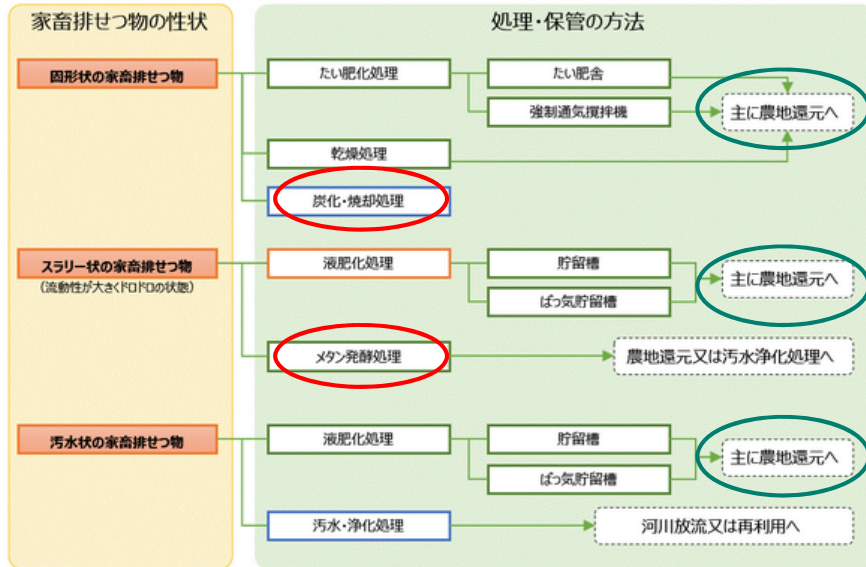 家畜排せつ物の性状
処理・保管の方法
固形状の家畜排せつ物
たい肥化処理
たい肥舎
強制通気撹拌機
主に農地還元へ
乾燥処理
炭化・焼却処理
スラリー状の家畜排せつ物
(流動性が大きくドロドロの状態)
液肥化処理
貯留槽
ばっ気貯留槽
主に農地還元へ
メタン発酵処理
農地還元又は汚水浄化処理へ
汚水状の家畜排せつ物
液肥化処理
貯留槽
ばっ気貯留槽
主に農地還元へ
汚水・浄化処理
河川放流又は再利用へ